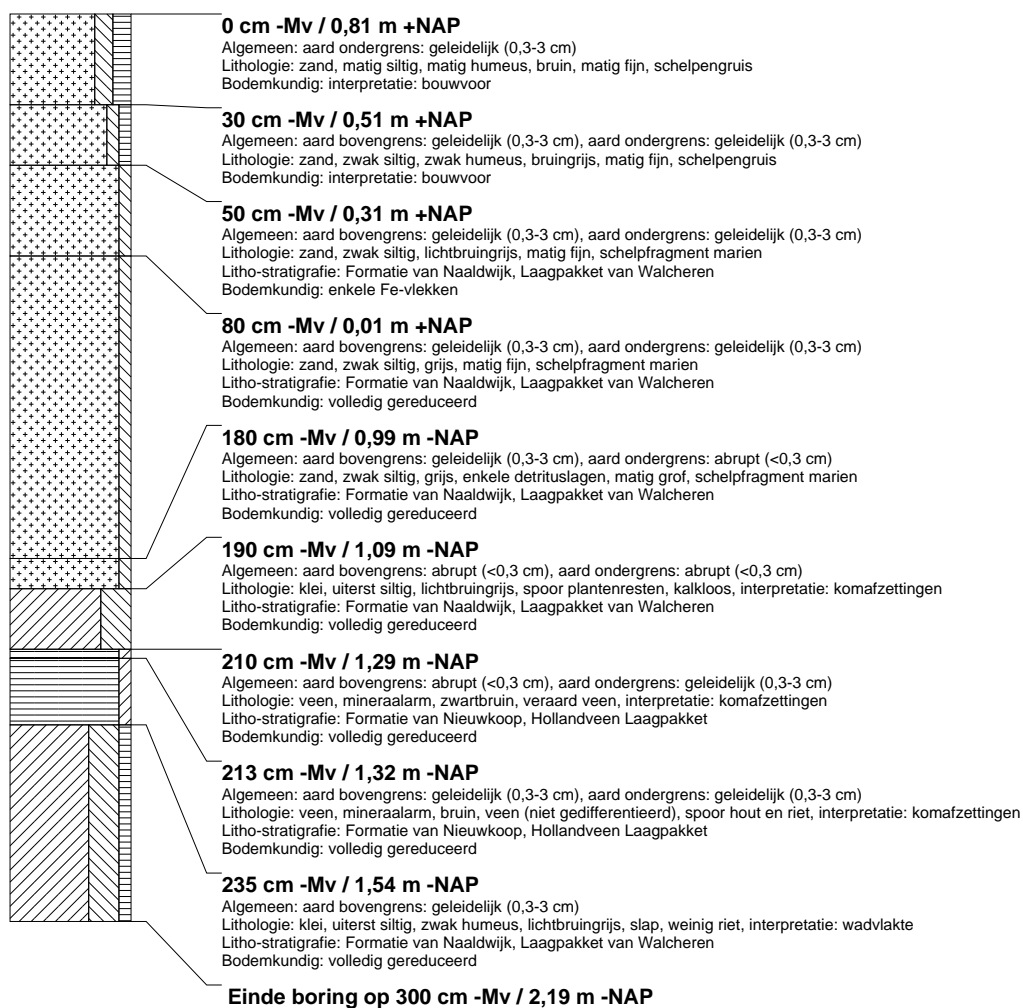 0 cm -Mv / 0,81 m +NAP
Algemeen: aard ondergrens: geleidelijk (0,3-3 cm)
Lithologie: zand, matig siltig, matig humeus, bruin, matig fijn, schelpengruis
Bodemkundig: interpretatie: bouwvoor
30 cm -Mv / 0,51 m +NAP
Algemeen: aard bovengrens: geleidelijk (0,3-3 cm), aard ondergrens: geleidelijk (0,3-3 cm)
Lithologie: zand, zwak siltig, zwak humeus, bruingrijs, matig fijn, schelpengruis
Bodemkundig: interpretatie: bouwvoor
50 cm -Mv / 0,31 m +NAP
Algemeen: aard bovengrens: geleidelijk (0,3-3 cm), aard ondergrens: geleidelijk (0,3-3 cm)
Lithologie: zand, zwak siltig, lichtbruingrijs, matig fijn, schelpfragment marien
Litho-stratigrafie: Formatie van Naaldwijk, Laagpakket van Walcheren
Bodemkundig: enkele Fe-vlekken
80 cm -Mv / 0,01 m +NAP
Algemeen: aard bovengrens: geleidelijk (0,3-3 cm), aard ondergrens: geleidelijk (0,3-3 cm)
Lithologie: zand, zwak siltig, grijs, matig fijn, schelpfragment marien
Litho-stratigrafie: Formatie van Naaldwijk, Laagpakket van Walcheren
Bodemkundig: volledig gereduceerd
180 cm -Mv / 0,99 m -NAP
Algemeen: aard bovengrens: geleidelijk (0,3-3 cm), aard ondergrens: abrupt (<0,3 cm)
Lithologie: zand, zwak siltig, grijs, enkele detrituslagen, matig grof, schelpfragment marien
Litho-stratigrafie: Formatie van Naaldwijk, Laagpakket van Walcheren
Bodemkundig: volledig gereduceerd
190 cm -Mv / 1,09 m -NAP
Algemeen: aard bovengrens: abrupt (<0,3 cm), aard ondergrens: abrupt (<0,3 cm)
Lithologie: klei, uiterst siltig, lichtbruingrijs, spoor plantenresten, kalkloos, interpretatie: komafzettingen
Litho-stratigrafie: Formatie van Naaldwijk, Laagpakket van Walcheren
Bodemkundig: volledig gereduceerd
210 cm -Mv / 1,29 m -NAP
Algemeen: aard bovengrens: abrupt (<0,3 cm), aard ondergrens: geleidelijk (0,3-3 cm)
Lithologie: veen, mineraalarm, zwartbruin, veraard veen, interpretatie: komafzettingen
Litho-stratigrafie: Formatie van Nieuwkoop, Hollandveen Laagpakket
Bodemkundig: volledig gereduceerd
213 cm -Mv / 1,32 m -NAP
Algemeen: aard bovengrens: geleidelijk (0,3-3 cm), aard ondergrens: geleidelijk (0,3-3 cm)
Lithologie: veen, mineraalarm, bruin, veen (niet gedifferentieerd), spoor hout en riet, interpretatie: komafzettingen
Litho-stratigrafie: Formatie van Nieuwkoop, Hollandveen Laagpakket
Bodemkundig: volledig gereduceerd
235 cm -Mv / 1,54 m -NAP
Algemeen: aard bovengrens: geleidelijk (0,3-3 cm)
Lithologie: klei, uiterst siltig, zwak humeus, lichtbruingrijs, slap, weinig riet, interpretatie: wadvlakte
Litho-stratigrafie: Formatie van Naaldwijk, Laagpakket van Walcheren
Bodemkundig: volledig gereduceerd
Einde boring op 300 cm -Mv / 2,19 m -NAP